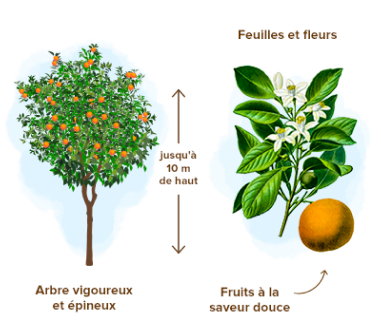 Feuilles et fleurs
jusqu'à
10 m
de haut
Arbre vigoureux
et épineux
Fruits à la
saveur douce